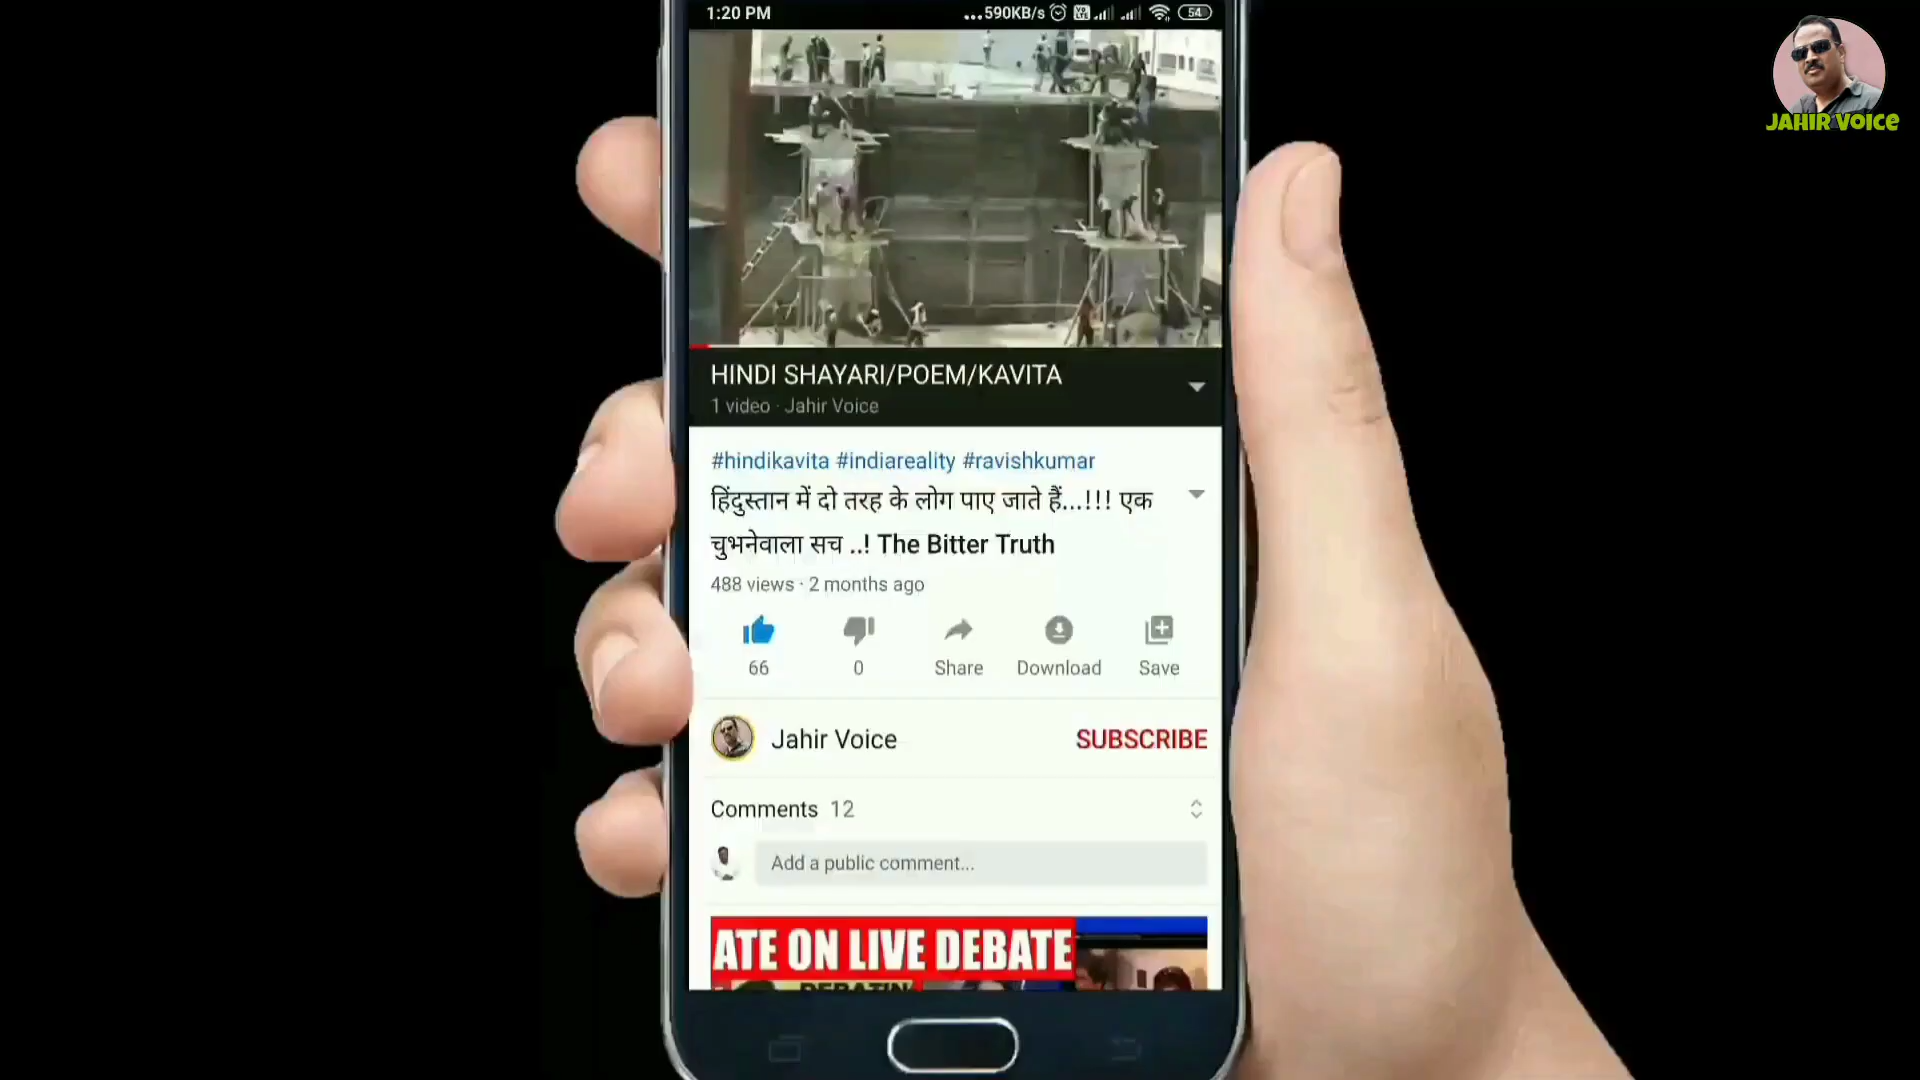 1:20 PM
...590KB/s
54
JAHIR VOICE
HINDI SHAYARI/POEM/KAVITA
1 video · Jahir Voice
#hindikavita #indiareality #ravishkumar
हिंदुस्तान में दो तरह के लोग पाए जाते हैं...!!! एक
चुभनेवाला सच ..! The Bitter Truth
488 views · 2 months ago
66
0
Share
Download
Save
Jahir Voice
SUBSCRIBE
Comments 12
Add a public comment...
ATE ON LIVE DEBATE